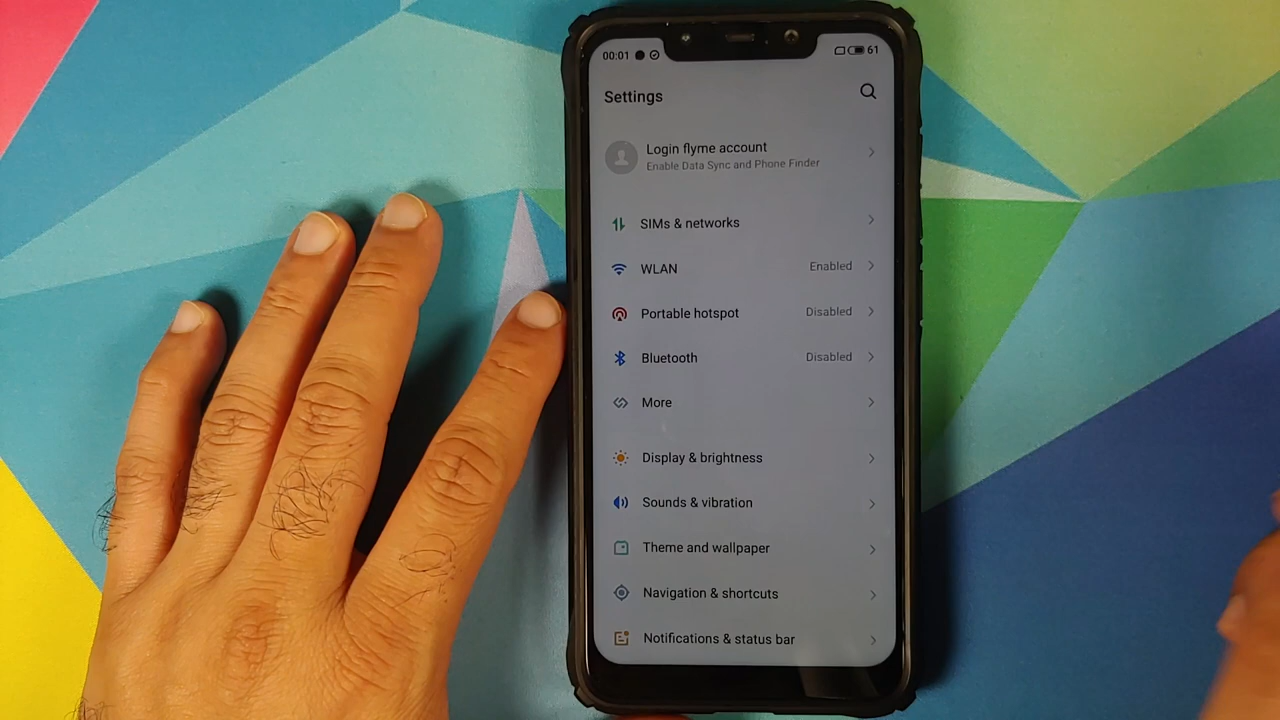 00:01 61
Settings
Login flyme account
Enable Data Sync and Phone Finder
SIMs & networks
WLAN Enabled
Portable hotspot Disabled
Bluetooth Disabled
More
Display & brightness
Sounds & vibration
Theme and wallpaper
Navigation & shortcuts
Notifications & status bar